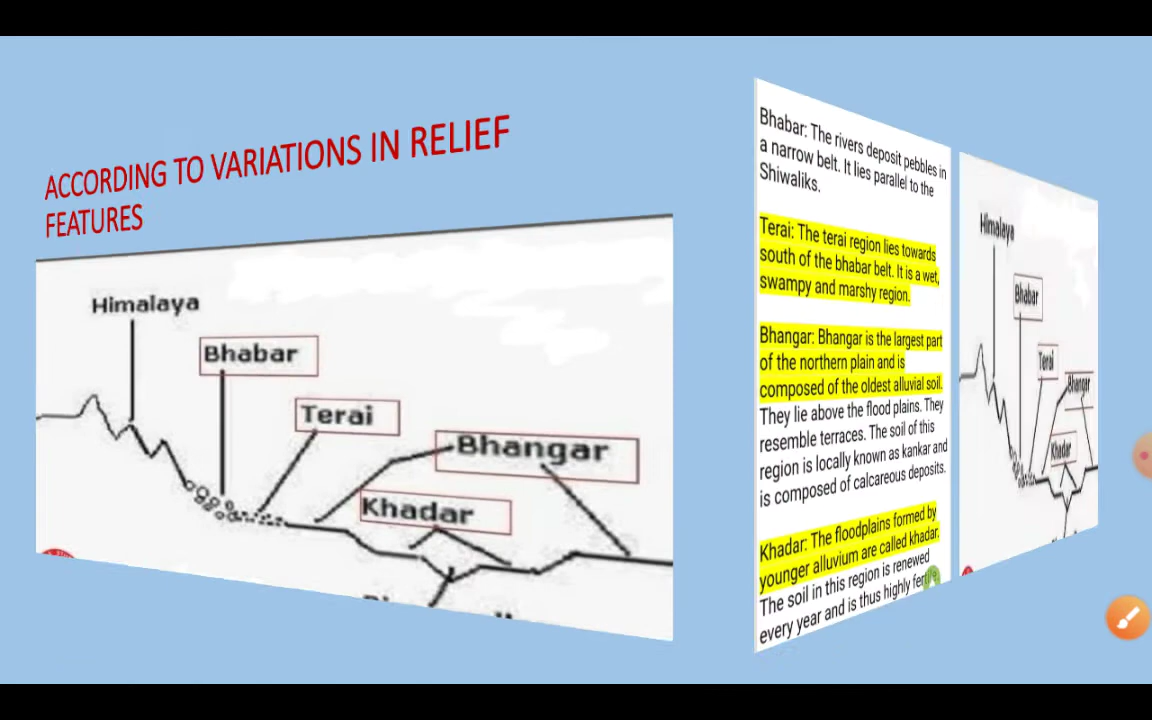 ACCORDING TO VARIATIONS IN RELIEF
FEATURES
Himalaya
Bhabar
Terai
Bhangar
Khadar
Bhabar: The rivers deposit pebbles in
a narrow belt. It lies parallel to the
Shiwaliks.
Terai: The terai region lies towards
south of the bhabar belt. It is a wet,
swampy and marshy region.
Bhangar: Bhangar is the largest part
of the northern plain and is
composed of the oldest alluvial soil.
They lie above the flood plains. They
resemble terraces. The soil of this
region is locally known as kankar and
is composed of calcareous deposits.
Khadar: The floodplains formed by
younger alluvium are called khadar.
The soil in this region is renewed
every year and is thus highly fertile.
Himalaya
Bhabar
Terai
Bhangar
Khadar